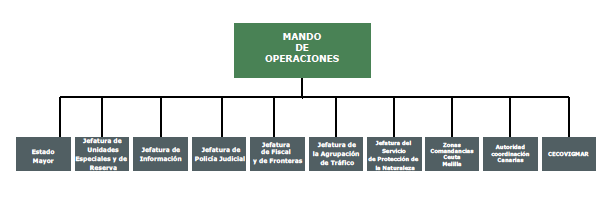 MANDO
DE
OPERACIONES
Estado
Mayor
Jefatura de
Unidades
Especiales y de
Reserva
Jefatura de
Información
Jefatura de
Policía Judicial
Jefatura
de Fiscal
y de Fronteras
Jefatura de
la Agrupación
de Tráfico
Jefatura del
Servicio
de Protección de
la Naturaleza
Zonas
Comandancias
Ceuta
Melilla
Autoridad
coordinación
Canarias
CECOVIGMAR